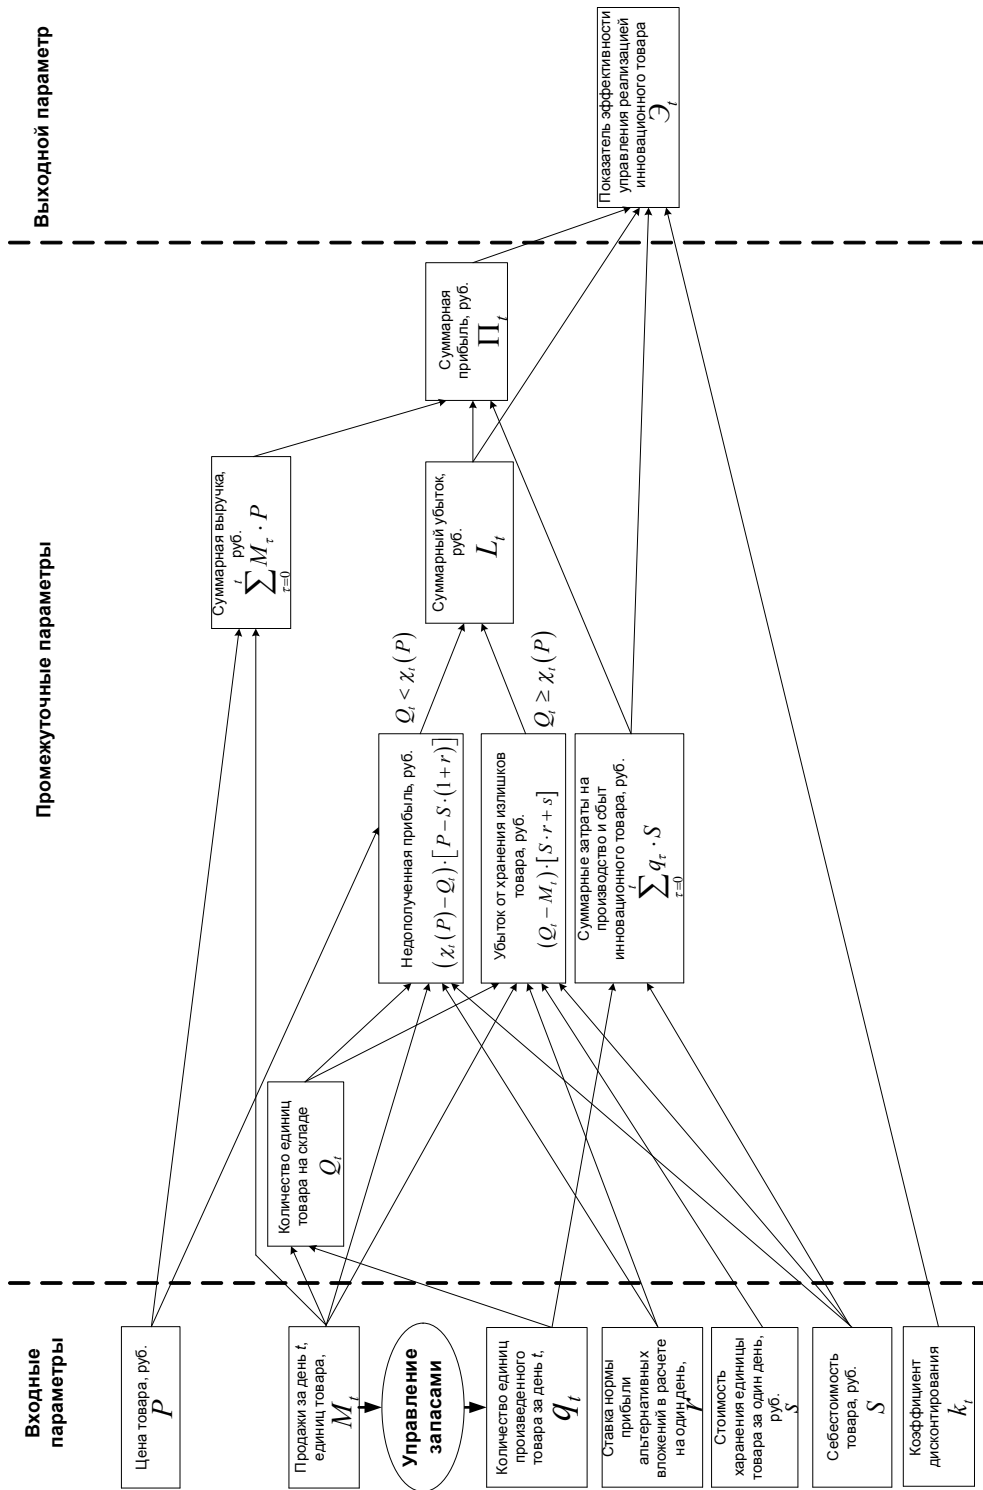 Входные
параметры
Промежуточные параметры
Выходной параметр
Цена товара, руб.
P
Продажи за день t,
единиц товара,
M_t
Управление
запасами
Количество единиц
произведенного
товара за день t,
q_t
Ставка нормы
прибыли
альтернативных
вложений в расчете
на один день,
r
Стоимость
харанения единицы
товара за один день,
руб.
s
Себестоимость
товара, руб.
S
Коэффициент
дисконтирования
k_t
Количество единиц
товара на складе
Q_t
Недополученная прибыль, руб.
(χ_t(P)−Q_t)·[P−S·(1+r)]
Убыток от хранения излишков
товара, руб.
(Q_t−M_t)·[S·r+s]
Суммарные затраты на
производство и сбыт
инновационного товара, руб.
∑_{τ=0}^{t} q_τ·S
Q_t < χ_t(P)
Q_t ≥ χ_t(P)
Суммарная выручка,
руб.
∑_{τ=0}^{t} M_τ·P
Суммарный убыток,
руб.
L_t
Суммарная
прибыль, руб.
П_t
Показатель эффективности
управления реализацией
инновационного товара
Э_t